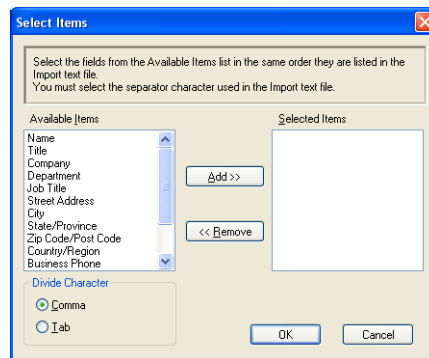 Select Items
Select the fields from the Available Items list in the same order they are listed in the
Import text file.
You must select the separator character used in the Import text file.
Available Items
Selected Items
Name
Title
Company
Department
Job Title
Street Address
City
State/Province
Zip Code/Post Code
Country/Region
Business Phone
Add >>
<< Remove
Divide Character
Comma
Tab
OK
Cancel